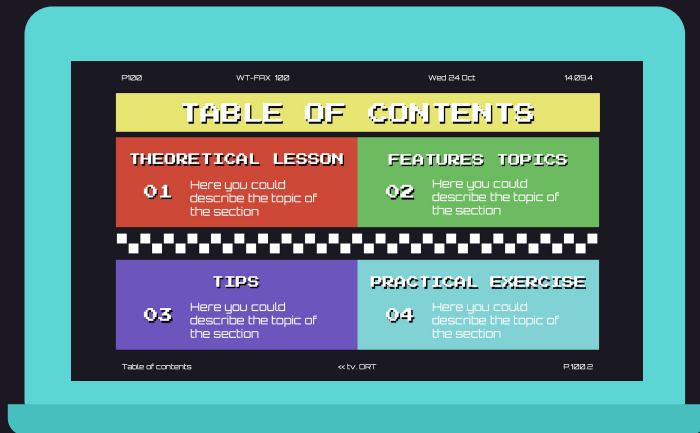 P100 WT-FRX 100 Wed 24 Oct 14.09.4
TABLE OF CONTENTS
THEORETICAL LESSON
01
Here you could
describe the topic of
the section
FEATURES TOPICS
02
Here you could
describe the topic of
the section
TIPS
03
Here you could
describe the topic of
the section
PRACTICAL EXERCISE
04
Here you could
describe the topic of
the section
Table of contents << tv. ORT P.100.2